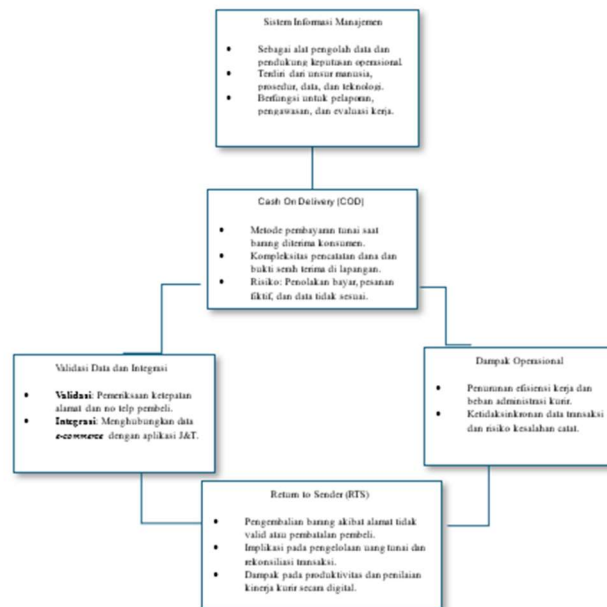 Sistem Informasi Manajemen
• Sebagai alat pengolah data dan
pendukung keputusan operasional.
• Terdiri dari unsur manusia,
prosedur, data, dan teknologi.
• Berfungsi untuk pelaporan,
pengawasan, dan evaluasi kerja.
Cash On Delivery (COD)
• Metode pembayaran tunai saat
barang diterima konsumen.
• Kompleksitas pencatatan dana dan
bukti serah terima di lapangan.
• Risiko: Penolakan bayar, pesanan
fiktif, dan data tidak sesuai.
Validasi Data dan Integrasi
• Validasi: Pemeriksaan ketepatan
alamat dan no telp pembeli.
• Integrasi: Menghubungkan data
e-commerce dengan aplikasi J&T.
Dampak Operasional
• Penurunan efisiensi kerja dan
beban administrasi kurir.
• Ketidaksinkronan data transaksi
dan risiko kesalahan catat.
Return to Sender (RTS)
• Pengembalian barang akibat alamat tidak
valid atau pembatalan pembeli.
• Implikasi pada pengelolaan uang tunai dan
rekonsiliasi transaksi.
• Dampak pada produktivitas dan penilaian
kinerja kurir secara digital.